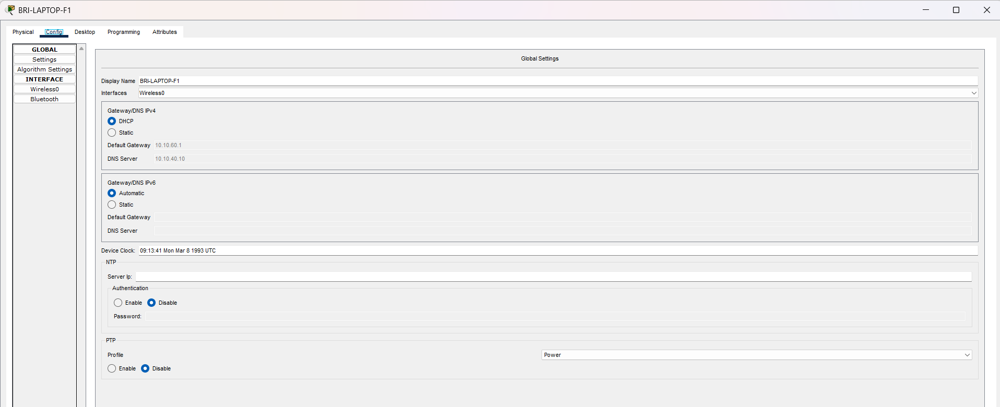 BRI-LAPTOP-F1
Physical Config Desktop Programming Attributes
GLOBAL
Settings
Algorithm Settings
INTERFACE
Wireless0
Bluetooth
Global Settings
Display Name BRI-LAPTOP-F1
Interfaces Wireless0
Gateway/DNS IPv4
DHCP
Static
Default Gateway 10.10.60.1
DNS Server 10.10.40.10
Gateway/DNS IPv6
Automatic
Static
Default Gateway
DNS Server
Device Clock: 09:13:41 Mon Mar 8 1993 UTC
NTP
Server Ip:
Authentication
Enable Disable
Password:
PTP
Profile Power
Enable Disable